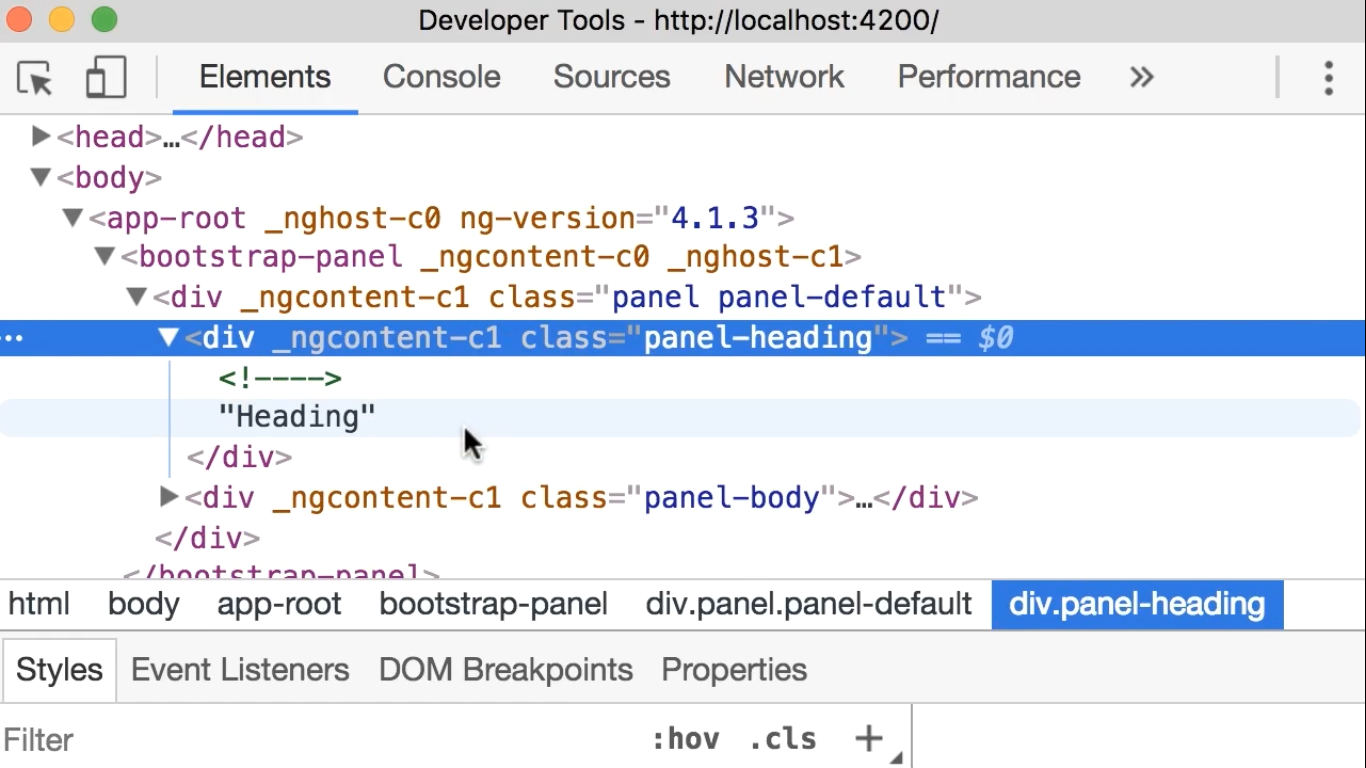 Developer Tools - http://localhost:4200/
Elements Console Sources Network Performance »
<head>…</head>
<body>
<app-root _nghost-c0 ng-version="4.1.3">
<bootstrap-panel _ngcontent-c0 _nghost-c1>
<div _ngcontent-c1 class="panel panel-default">
… <div _ngcontent-c1 class="panel-heading"> == $0
<!---->
"Heading"
</div>
<div _ngcontent-c1 class="panel-body">…</div>
</div>
</bootstrap-panel>
html body app-root bootstrap-panel div.panel.panel-default div.panel-heading
Styles Event Listeners DOM Breakpoints Properties
Filter :hov .cls +